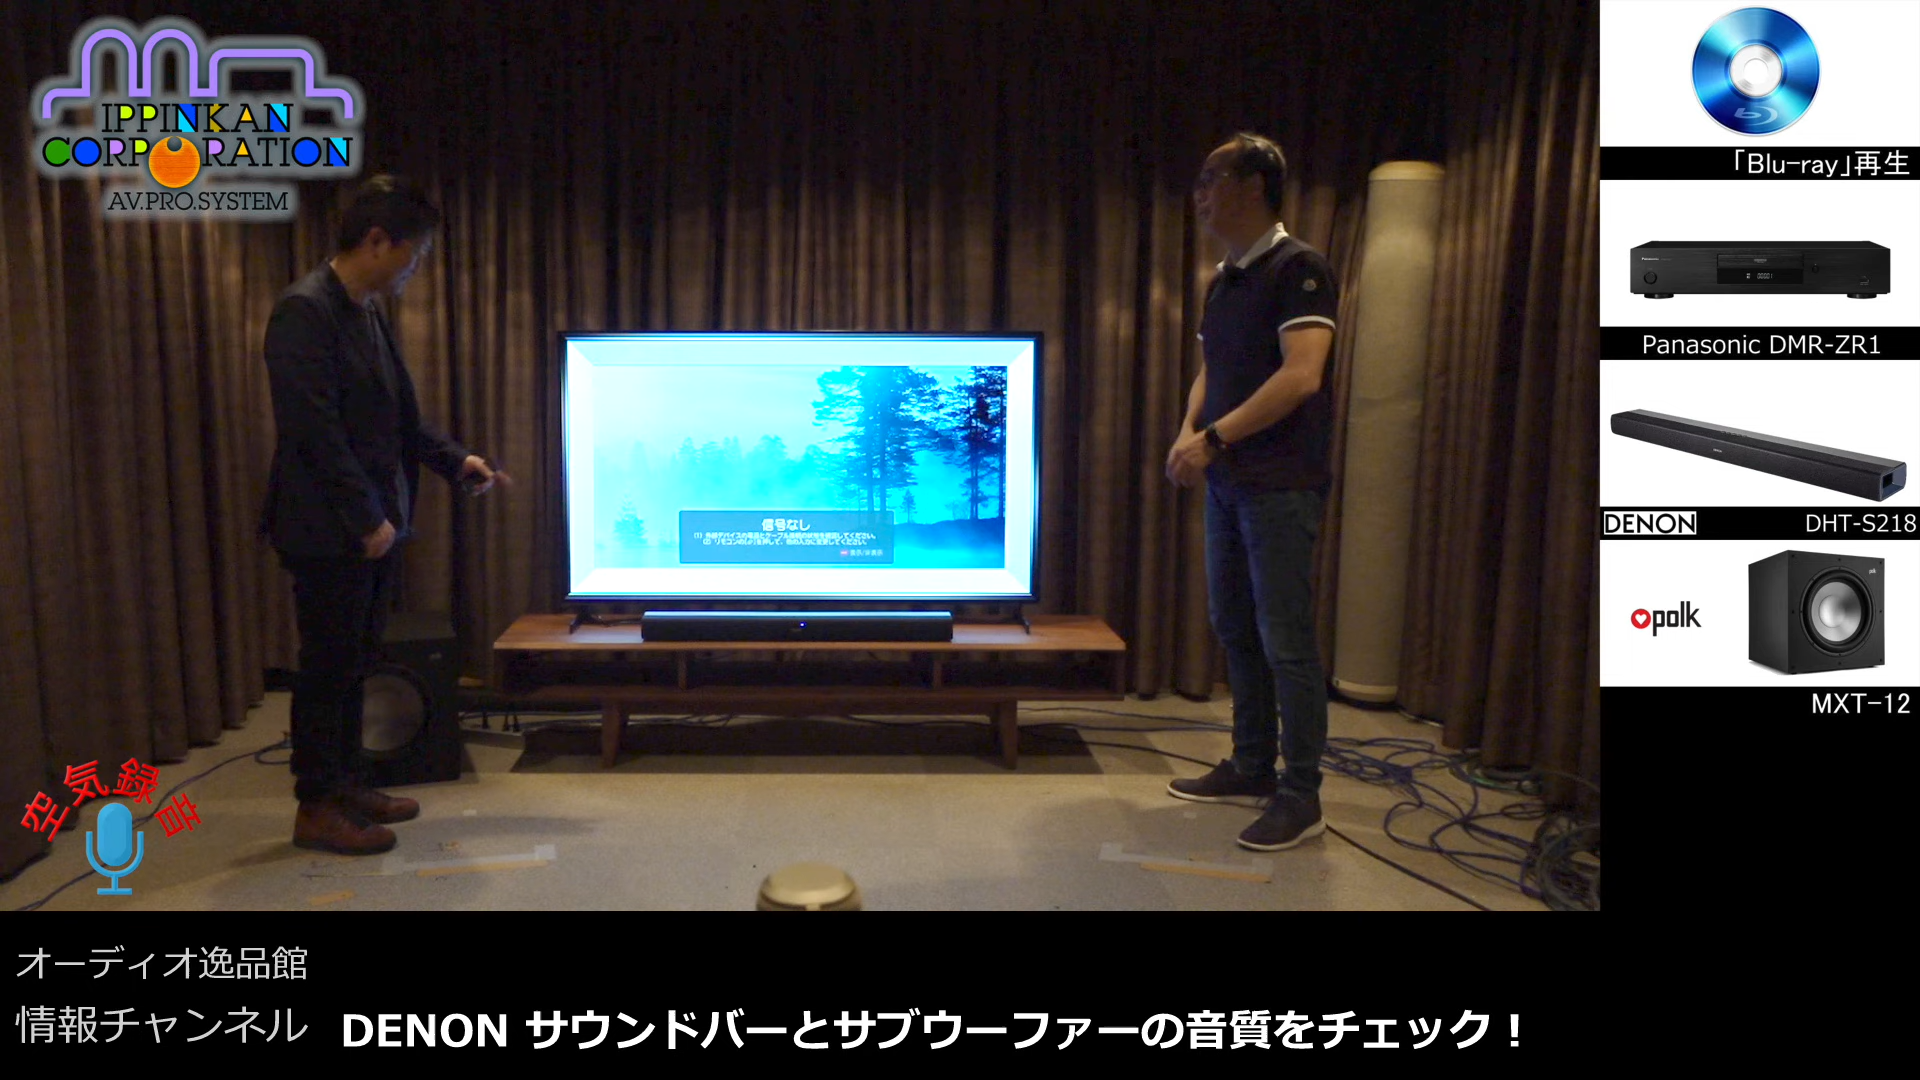 IPPINKAN
CORPORATION
AV.PRO.SYSTEM
信号なし
空気録音
「Blu-ray」再生
Panasonic DMR-ZR1
DENON DHT-S218
polk
MXT-12
オーディオ逸品館
情報チャンネル
DENON サウンドバーとサブウーファーの音質をチェック！